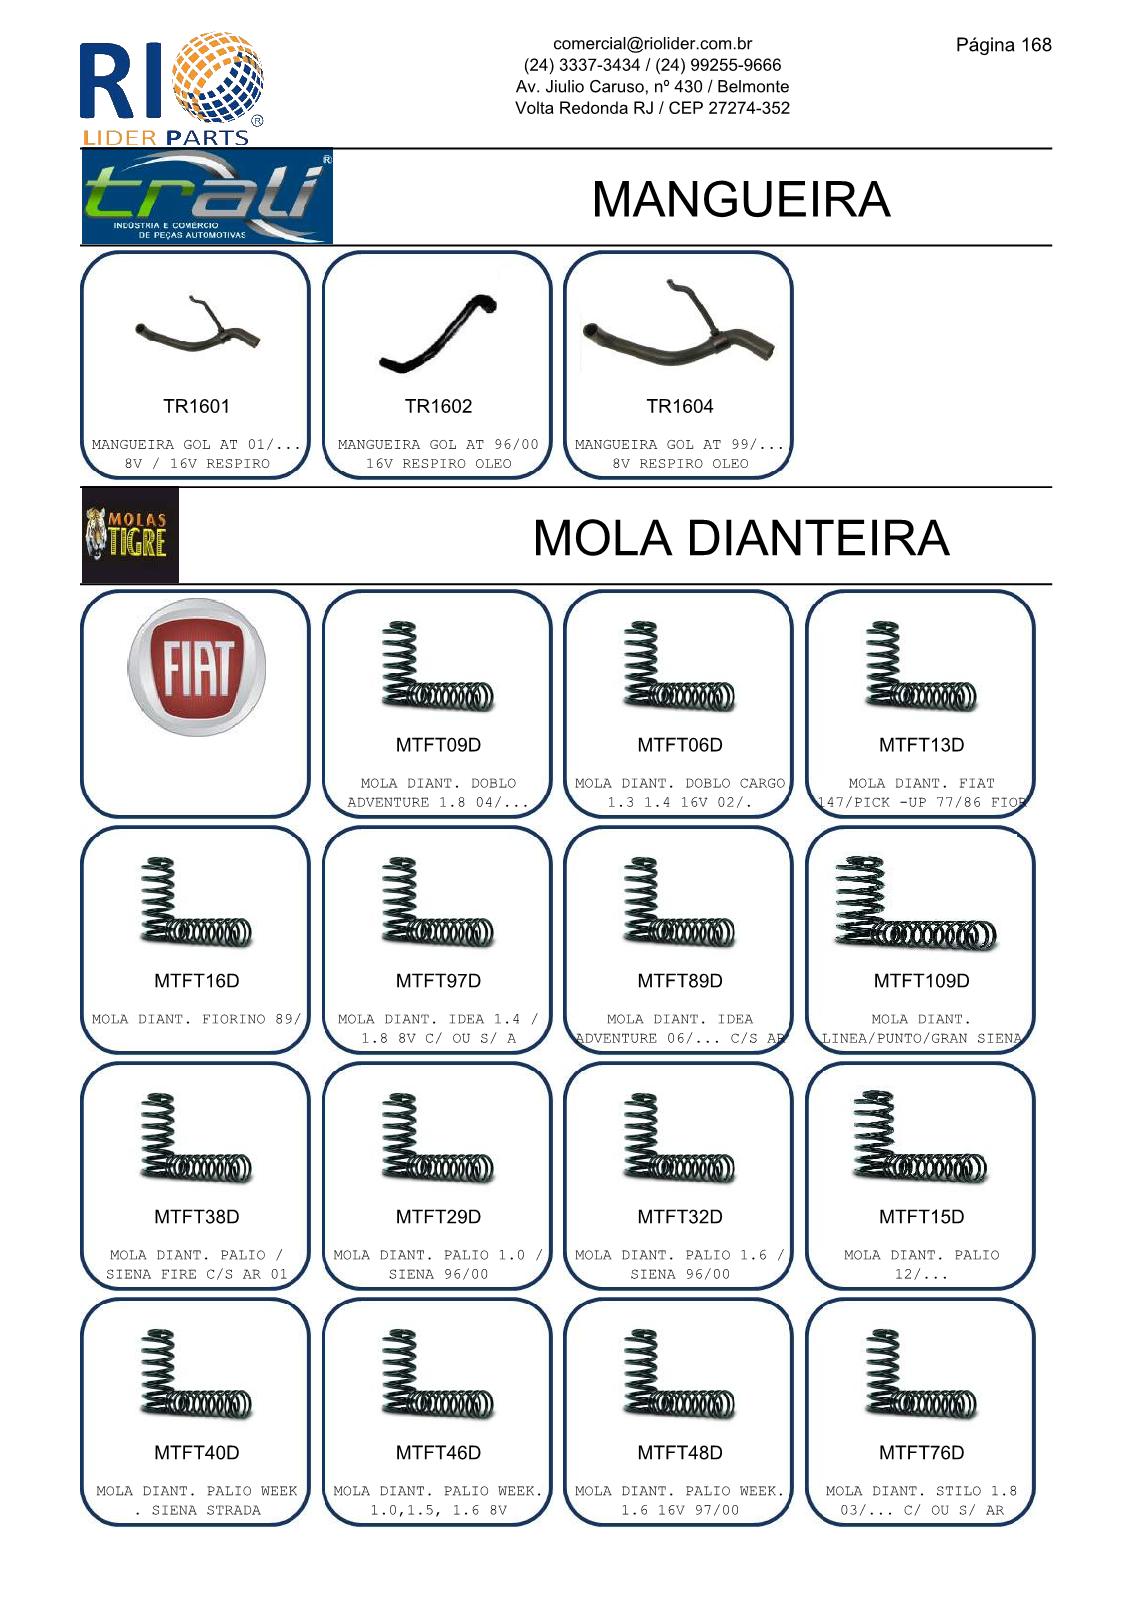 RIO
LIDER PARTS
®
comercial@riolider.com.br
(24) 3337-3434 / (24) 99255-9666
Av. Jiulio Caruso, nº 430 / Belmonte
Volta Redonda RJ / CEP 27274-352
Página 168
trali ®
INDÚSTRIA E COMÉRCIO
DE PEÇAS AUTOMOTIVAS
MANGUEIRA
TR1601
MANGUEIRA GOL AT 01/...
8V / 16V RESPIRO
TR1602
MANGUEIRA GOL AT 96/00
16V RESPIRO OLEO
TR1604
MANGUEIRA GOL AT 99/...
8V RESPIRO OLEO
MOLAS
TIGRE
MOLA DIANTEIRA
FIAT
MTFT09D
MOLA DIANT. DOBLO
ADVENTURE 1.8 04/...
MTFT06D
MOLA DIANT. DOBLO CARGO
1.3 1.4 16V 02/.
MTFT13D
MOLA DIANT. FIAT
147/PICK -UP 77/86 FIOR
MTFT16D
MOLA DIANT. FIORINO 89/
MTFT97D
MOLA DIANT. IDEA 1.4 /
1.8 8V C/ OU S/ A
MTFT89D
MOLA DIANT. IDEA
ADVENTURE 06/... C/S AR
MTFT109D
MOLA DIANT.
LINEA/PUNTO/GRAN SIENA
MTFT38D
MOLA DIANT. PALIO /
SIENA FIRE C/S AR 01
MTFT29D
MOLA DIANT. PALIO 1.0 /
SIENA 96/00
MTFT32D
MOLA DIANT. PALIO 1.6 /
SIENA 96/00
MTFT15D
MOLA DIANT. PALIO
12/...
MTFT40D
MOLA DIANT. PALIO WEEK
. SIENA STRADA
MTFT46D
MOLA DIANT. PALIO WEEK.
1.0,1.5, 1.6 8V
MTFT48D
MOLA DIANT. PALIO WEEK.
1.6 16V 97/00
MTFT76D
MOLA DIANT. STILO 1.8
03/... C/ OU S/ AR